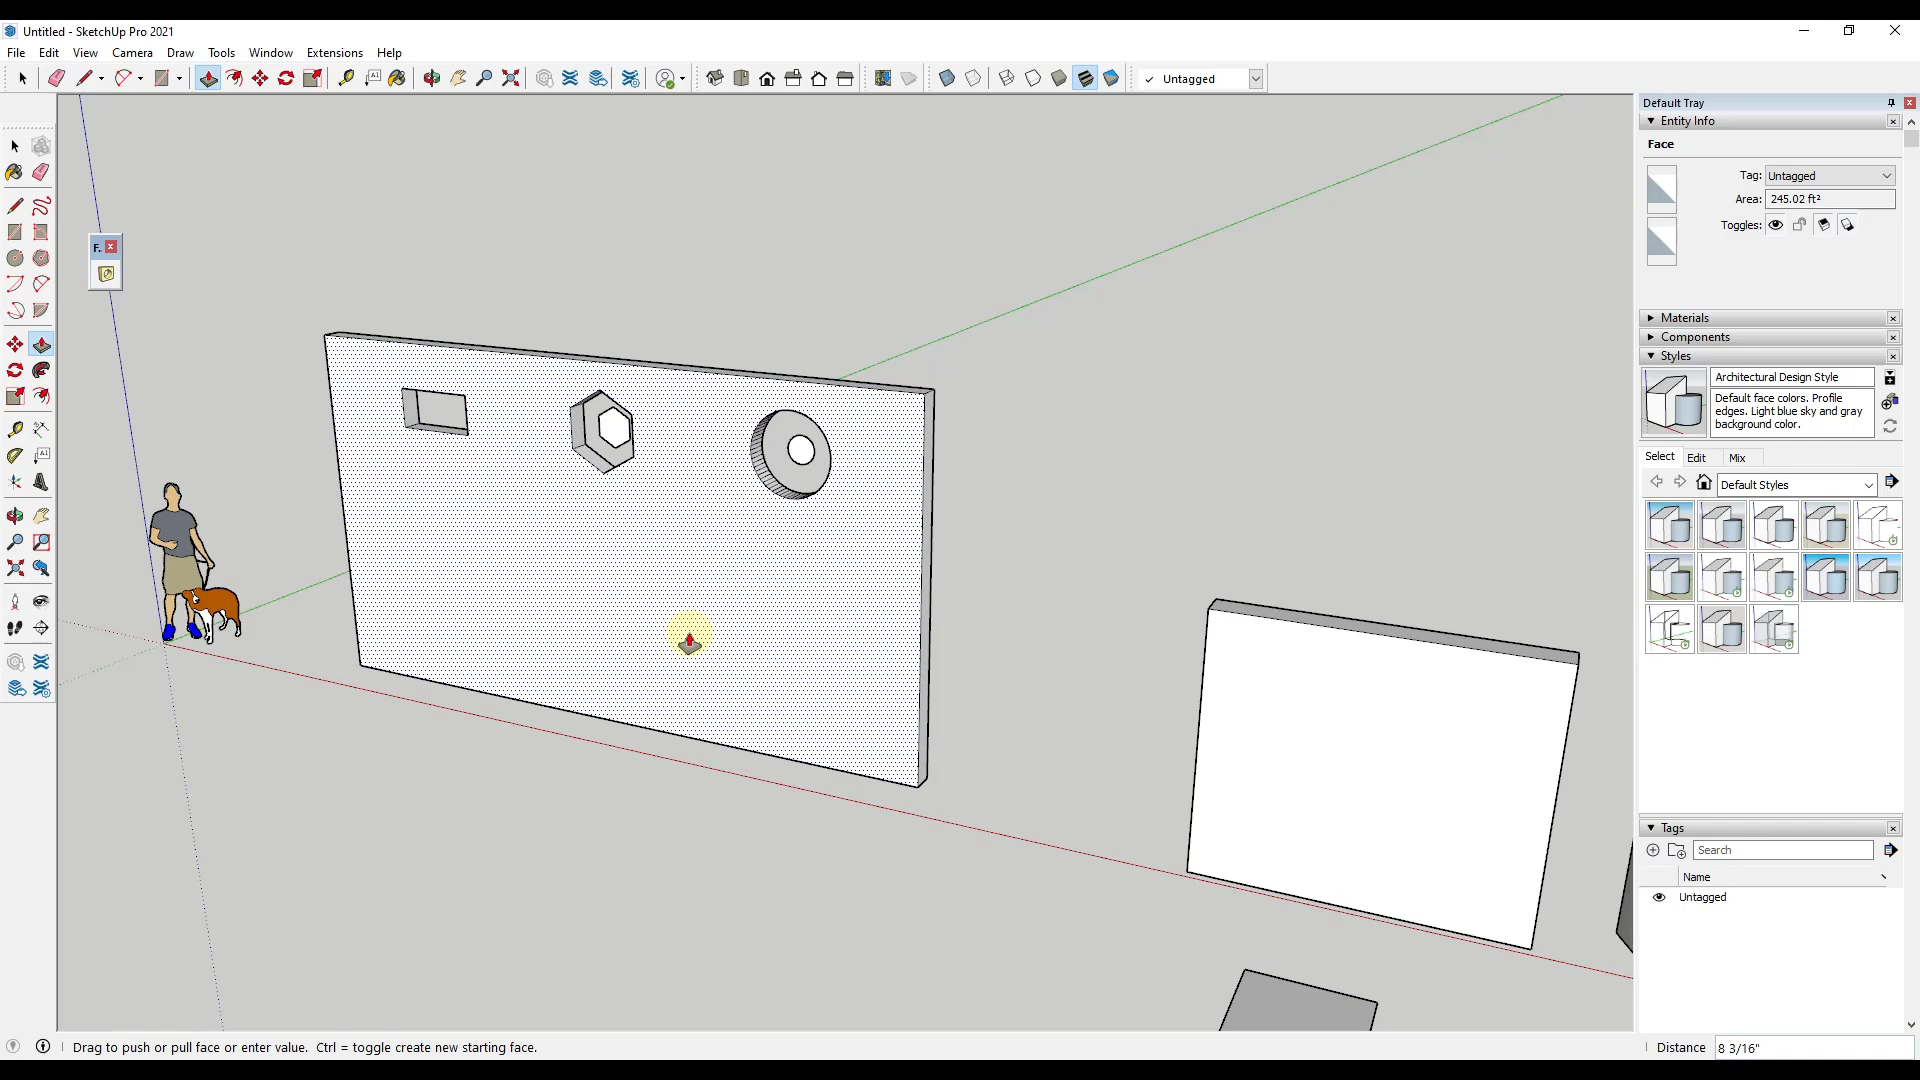 Untitled - SketchUp Pro 2021
File Edit View Camera Draw Tools Window Extensions Help
A1
Untagged
Default Tray
Entity Info
Face
Tag: Untagged
Area: 245.02 ft²
Toggles:
F.
Materials
Components
Styles
Architectural Design Style
Default face colors. Profile
edges. Light blue sky and gray
background color.
Select Edit Mix
A1
Default Styles
Tags
Search
Name
Untagged
Drag to push or pull face or enter value. Ctrl = toggle create new starting face.
Distance 8 3/16"